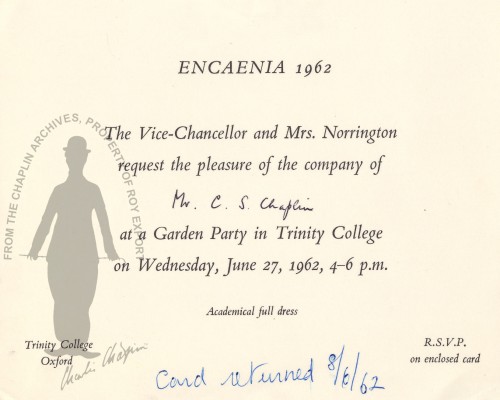 ENCAENIA 1962
The Vice-Chancellor and Mrs. Norrington
request the pleasure of the company of
Mr. C. S. Chaplin
at a Garden Party in Trinity College
on Wednesday, June 27, 1962, 4–6 p.m.
Academical full dress
Trinity College
Oxford
R.S.V.P.
on enclosed card
Card returned 8/6/62
FROM THE CHAPLIN ARCHIVES, PROPERTY OF ROY EXPORT
Charlie Chaplin